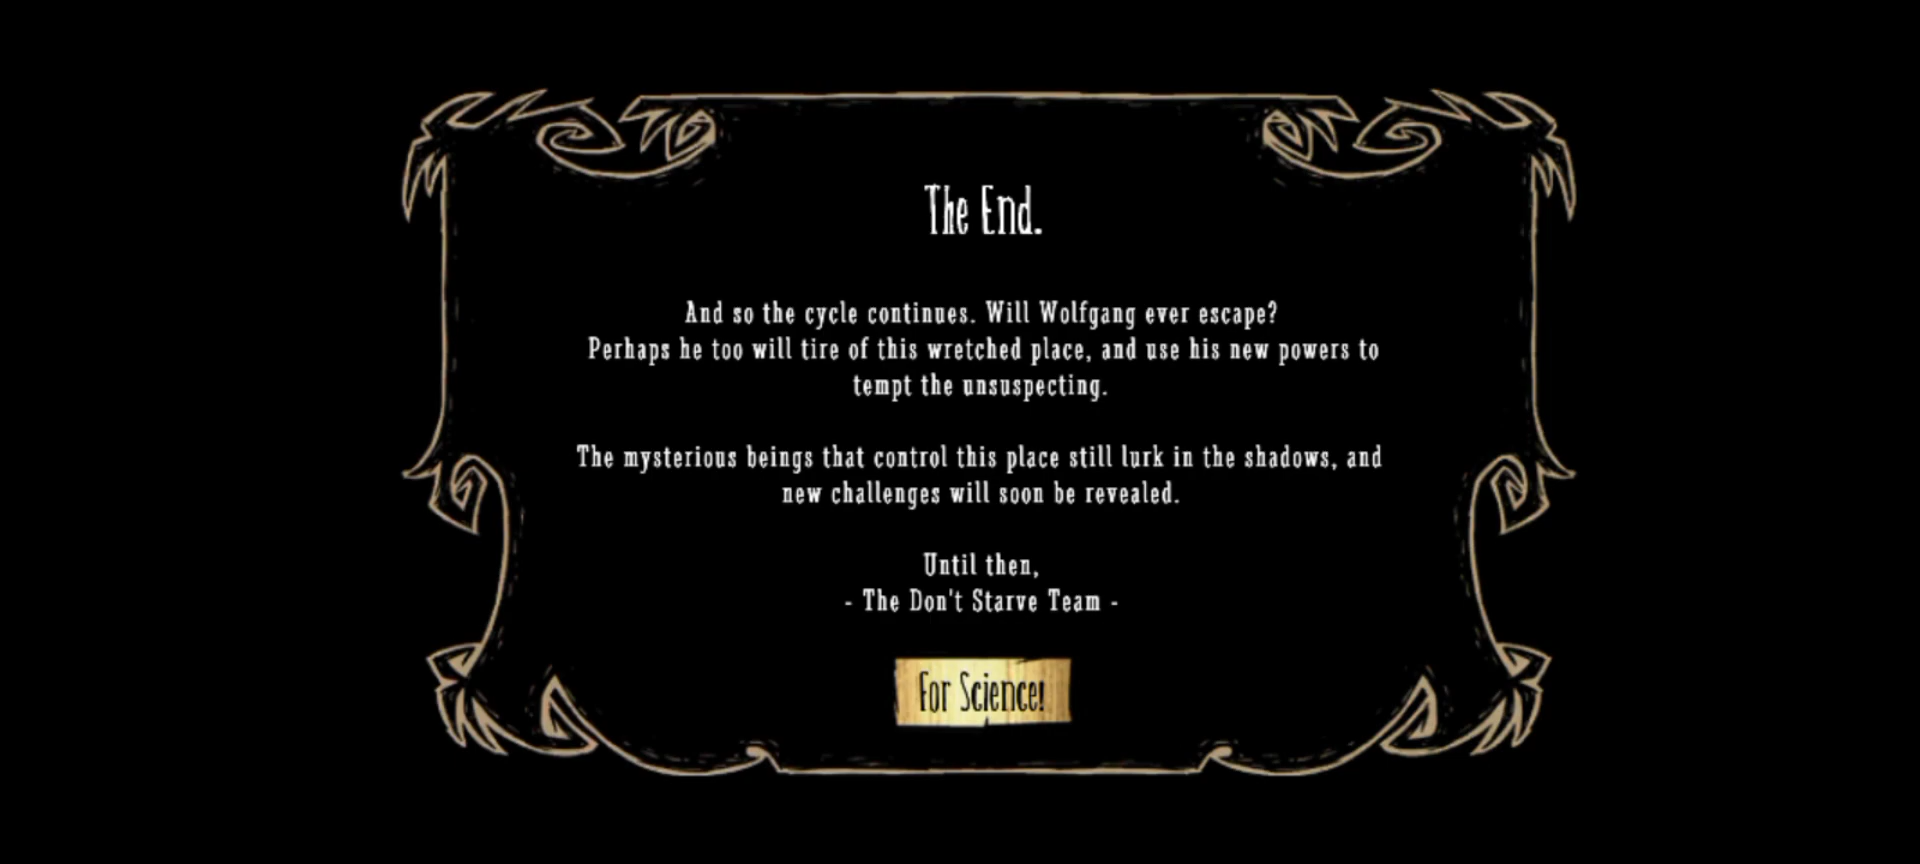 The End.
And so the cycle continues. Will Wolfgang ever escape?
Perhaps he too will tire of this wretched place, and use his new powers to
tempt the unsuspecting.
The mysterious beings that control this place still lurk in the shadows, and
new challenges will soon be revealed.
Until then,
- The Don't Starve Team -
For Science!